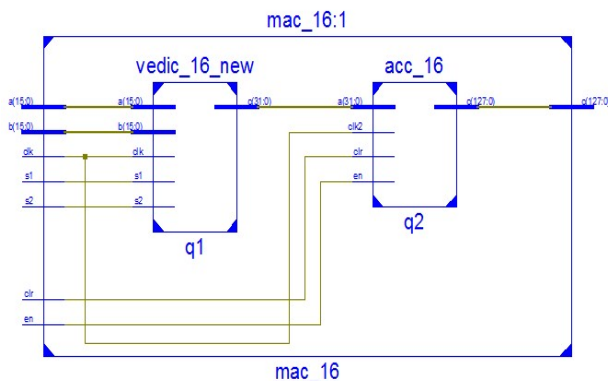 mac_16:1
vedic_16_new
acc_16
a(15:0) a(15:0) c(31:0) a(31:0) c(127:0) c(127:0)
b(15:0) b(15:0) clk2
clk clk clr
s1 s1 en
s2 s2
q1 q2
clr
en
mac_16